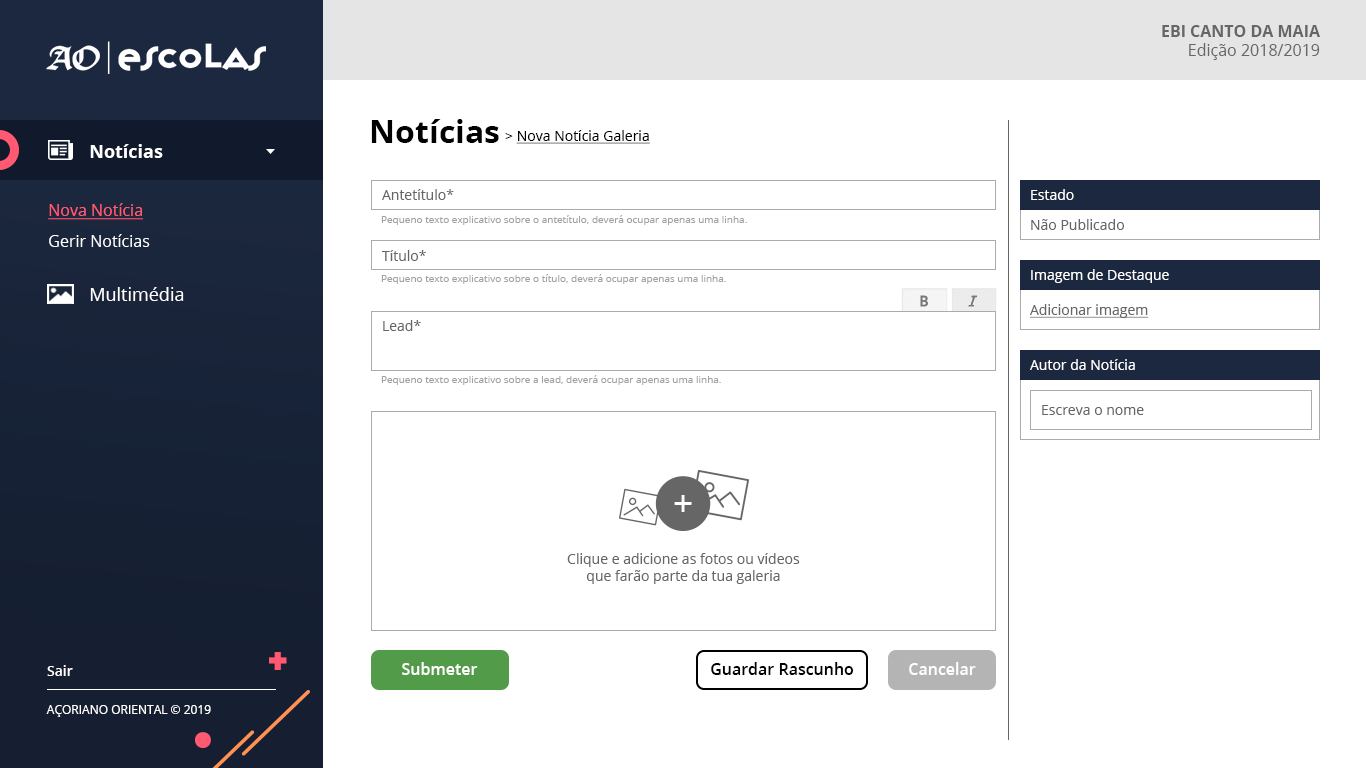 AO | escolas
Notícias
Nova Notícia
Gerir Notícias
Multimédia
Sair
AÇORIANO ORIENTAL © 2019
EBI CANTO DA MAIA
Edição 2018/2019
Notícias > Nova Notícia Galeria
Antetítulo*
Pequeno texto explicativo sobre o antetítulo, deverá ocupar apenas uma linha.
Título*
Pequeno texto explicativo sobre o título, deverá ocupar apenas uma linha.
B I
Lead*
Pequeno texto explicativo sobre a lead, deverá ocupar apenas uma linha.
Clique e adicione as fotos ou vídeos
que farão parte da tua galeria
Submeter
Guardar Rascunho
Cancelar
Estado
Não Publicado
Imagem de Destaque
Adicionar imagem
Autor da Notícia
Escreva o nome